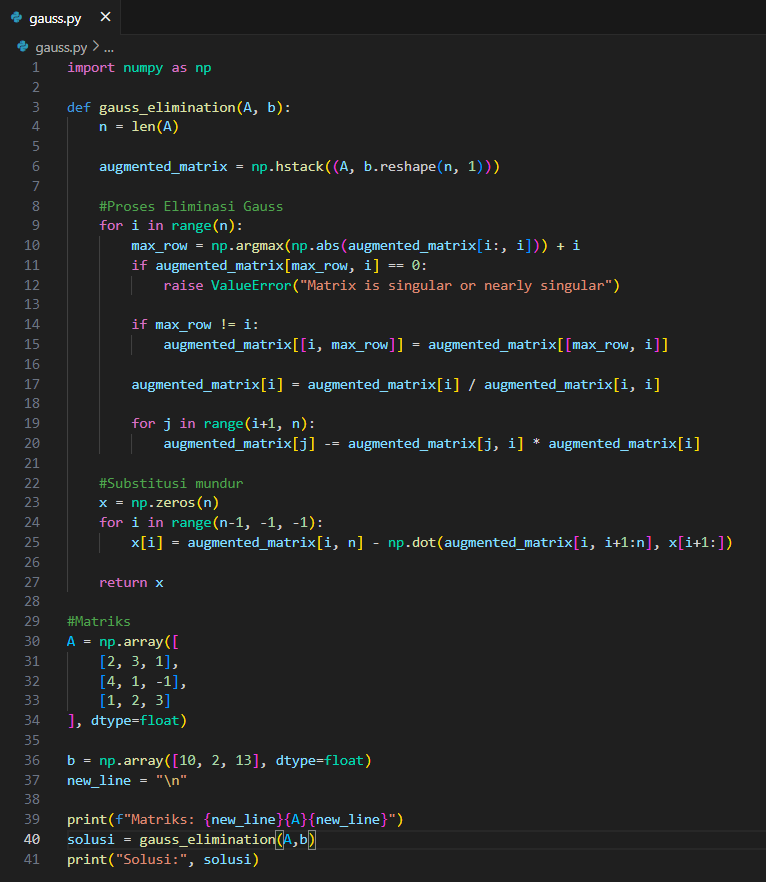 gauss.py ×
gauss.py > ...
1 import numpy as np
2
3 def gauss_elimination(A, b):
4     n = len(A)
5
6     augmented_matrix = np.hstack((A, b.reshape(n, 1)))
7
8     #Proses Eliminasi Gauss
9     for i in range(n):
10         max_row = np.argmax(np.abs(augmented_matrix[i:, i])) + i
11         if augmented_matrix[max_row, i] == 0:
12             raise ValueError("Matrix is singular or nearly singular")
13
14         if max_row != i:
15             augmented_matrix[[i, max_row]] = augmented_matrix[[max_row, i]]
16
17         augmented_matrix[i] = augmented_matrix[i] / augmented_matrix[i, i]
18
19         for j in range(i+1, n):
20             augmented_matrix[j] -= augmented_matrix[j, i] * augmented_matrix[i]
21
22     #Substitusi mundur
23     x = np.zeros(n)
24     for i in range(n-1, -1, -1):
25         x[i] = augmented_matrix[i, n] - np.dot(augmented_matrix[i, i+1:n], x[i+1:])
26
27     return x
28
29 #Matriks
30 A = np.array([
31     [2, 3, 1],
32     [4, 1, -1],
33     [1, 2, 3]
34 ], dtype=float)
35
36 b = np.array([10, 2, 13], dtype=float)
37 new_line = "\n"
38
39 print(f"Matriks: {new_line}{A}{new_line}")
40 solusi = gauss_elimination(A,b)
41 print("Solusi:", solusi)